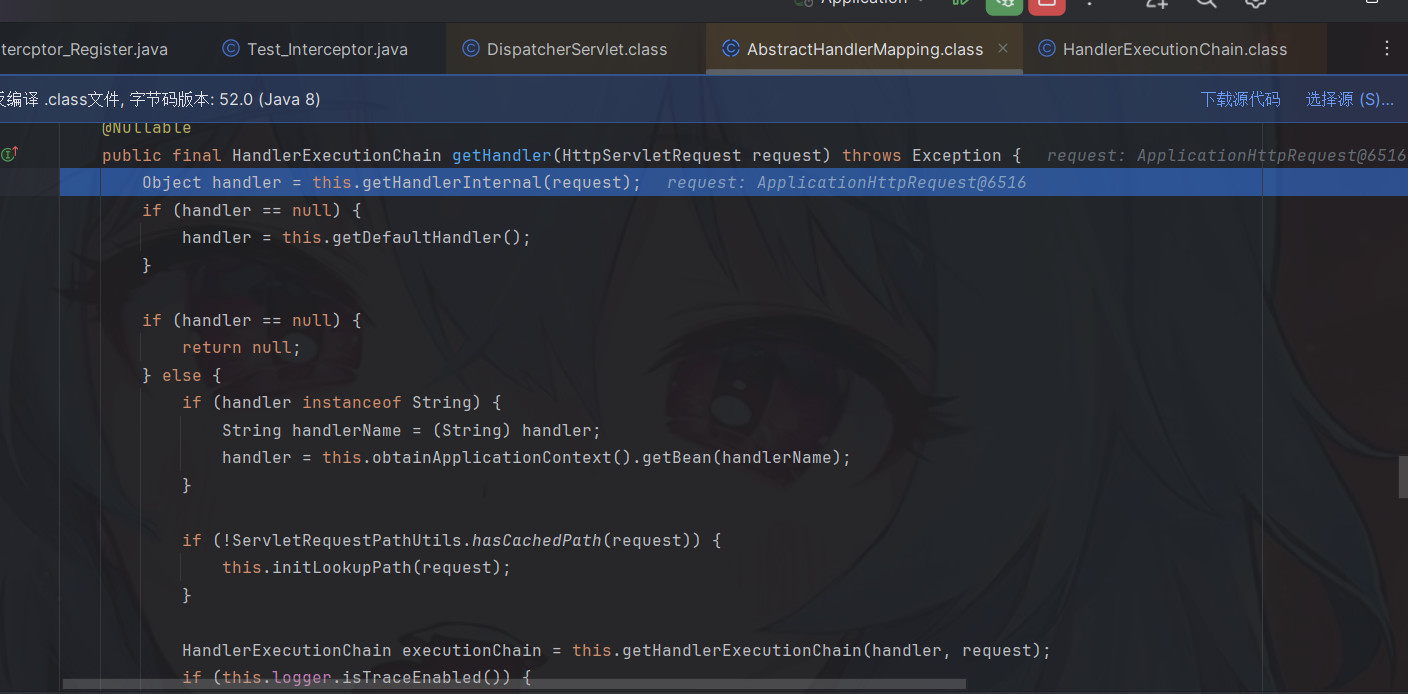 Application
tercptor_Register.java Test_Interceptor.java DispatcherServlet.class AbstractHandlerMapping.class HandlerExecutionChain.class
编译 .class文件, 字节码版本: 52.0 (Java 8) 下载源代码 选择源 (S)...
@Nullable
public final HandlerExecutionChain getHandler(HttpServletRequest request) throws Exception { request: ApplicationHttpRequest@6516
Object handler = this.getHandlerInternal(request); request: ApplicationHttpRequest@6516
if (handler == null) {
handler = this.getDefaultHandler();
}
if (handler == null) {
return null;
} else {
if (handler instanceof String) {
String handlerName = (String) handler;
handler = this.obtainApplicationContext().getBean(handlerName);
}
if (!ServletRequestPathUtils.hasCachedPath(request)) {
this.initLookupPath(request);
}
HandlerExecutionChain executionChain = this.getHandlerExecutionChain(handler, request);
if (this.logger.isTraceEnabled()) {